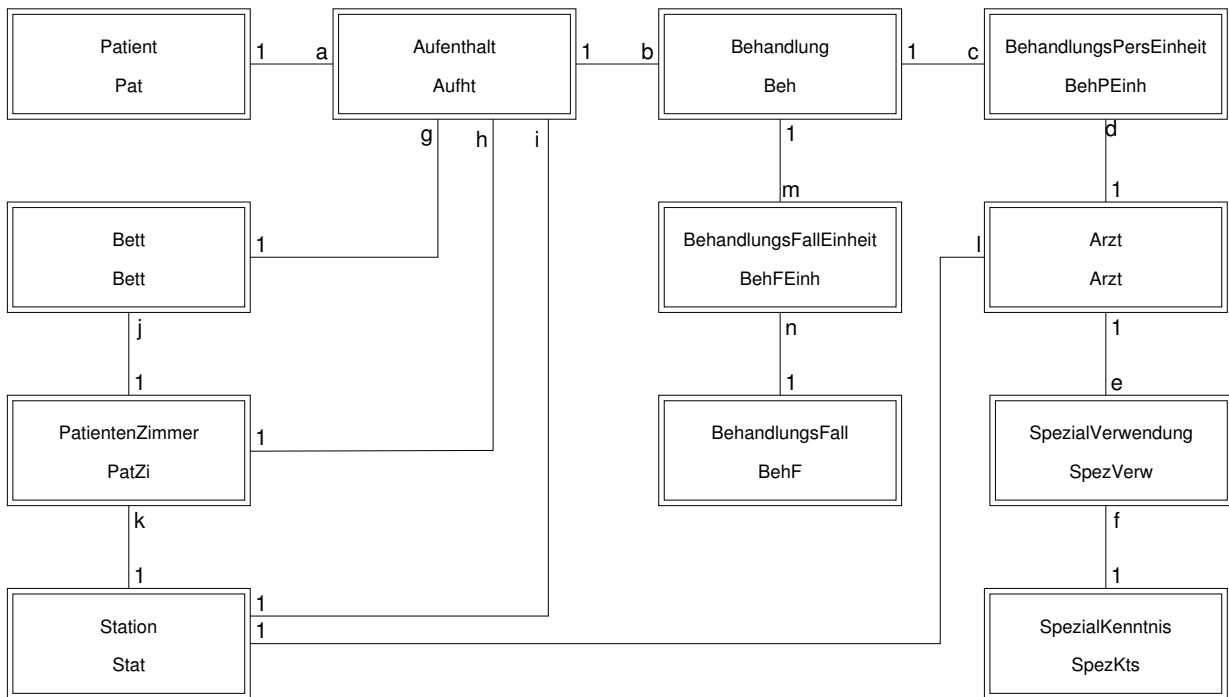 Patient
Pat
1
a
Aufenthalt
Aufht
1
b
Behandlung
Beh
1
c
BehandlungsPersEinheit
BehPEinh
g
h
i
1
d
m
1
Bett
Bett
1
BehandlungsFallEinheit
BehFEinh
l
Arzt
Arzt
j
n
1
1
1
e
PatientenZimmer
PatZi
1
BehandlungsFall
BehF
SpezialVerwendung
SpezVerw
k
f
1
1
Station
Stat
1
1
SpezialKenntnis
SpezKts